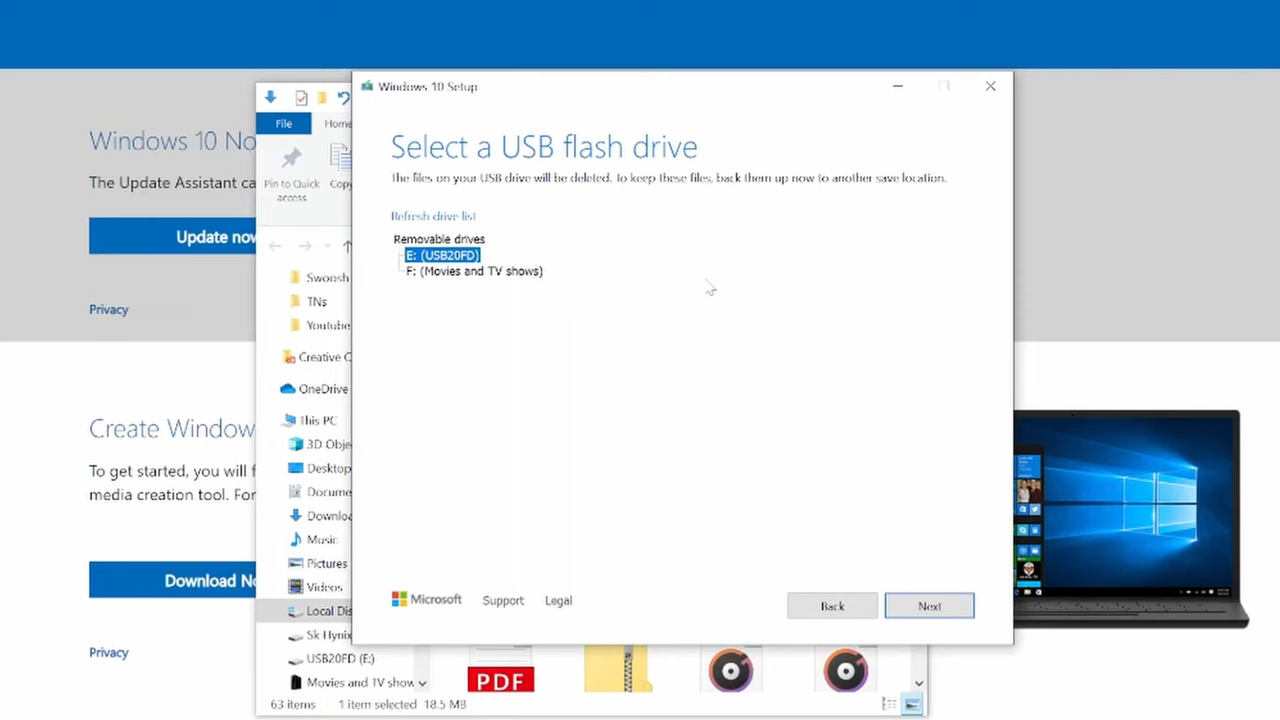 Windows 10 Setup
Select a USB flash drive
The files on your USB drive will be deleted. To keep these files, back them up now to another save location.
Refresh drive list
Removable drives
E: (USB20FD)
F: (Movies and TV shows)
Microsoft
Support
Legal
Back
Next
Windows 10 No
The Update Assistant ca
Update now
Privacy
Create Window
To get started, you will f
media creation tool. For
Download No
Privacy
File
Home
Pin to Quick
access
Copy
Swoosh
TNs
Youtube
Creative C
OneDrive
This PC
3D Obje
Desktop
Docume
Downloa
Music
Pictures
Videos
Local Dis
Sk Hynix
USB20FD (E:)
Movies and TV show
PDF
63 items
1 item selected
18.5 MB